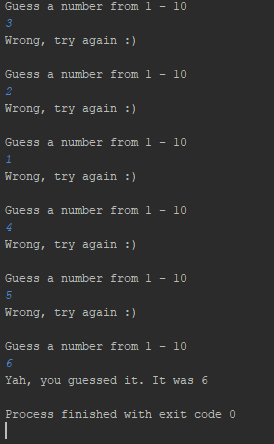 Guess a number from 1 - 10
3
Wrong, try again :)
Guess a number from 1 - 10
2
Wrong, try again :)
Guess a number from 1 - 10
1
Wrong, try again :)
Guess a number from 1 - 10
4
Wrong, try again :)
Guess a number from 1 - 10
5
Wrong, try again :)
Guess a number from 1 - 10
6
Yah, you guessed it. It was 6
Process finished with exit code 0